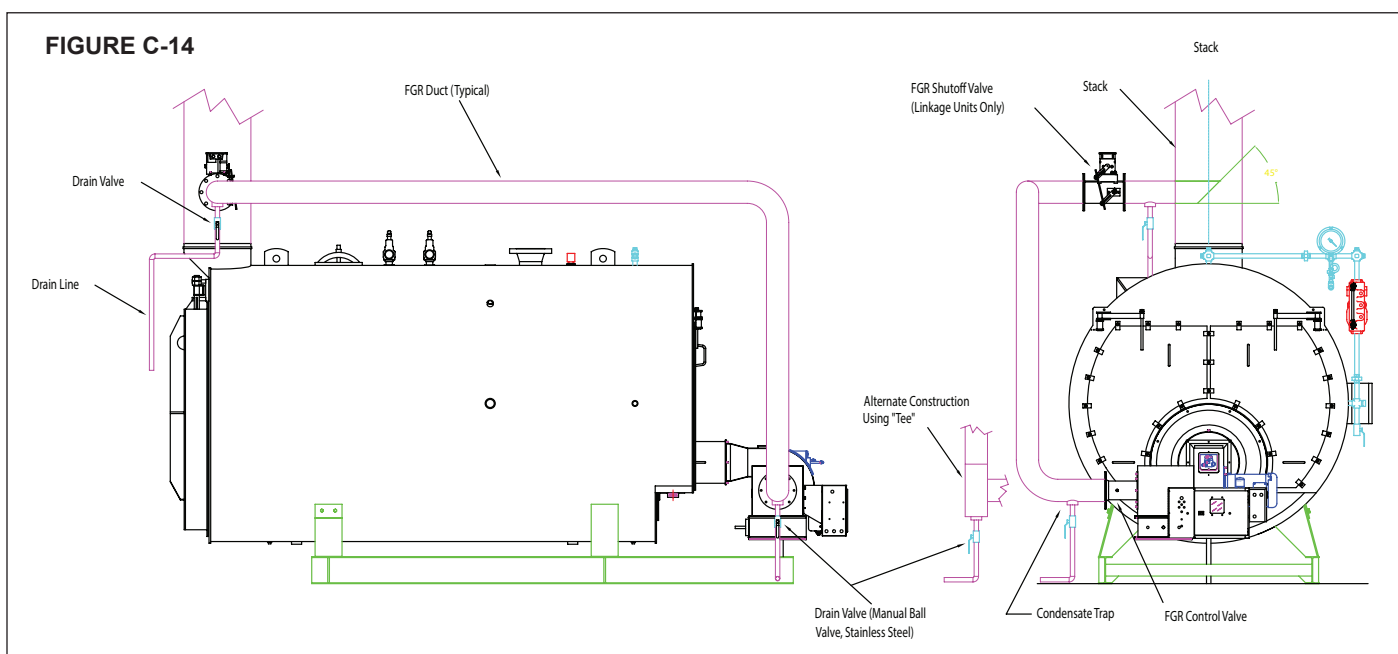 FIGURE C-14
Stack
FGR Duct (Typical)
FGR Shutoff Valve
(Linkage Units Only)
Stack
Drain Valve
45°
Drain Line
Alternate Construction
Using "Tee"
Drain Valve (Manual Ball
Valve, Stainless Steel)
Condensate Trap
FGR Control Valve